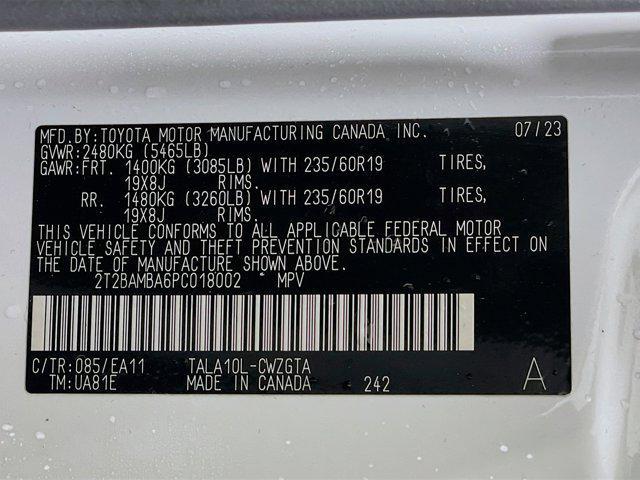 MFD.BY:TOYOTA MOTOR MANUFACTURING CANADA INC. 07/23
GVWR:2480KG (5465LB)
GAWR:FRT. 1400KG (3085LB) WITH 235/60R19 TIRES,
19X8J RIMS.
RR. 1480KG (3260LB) WITH 235/60R19 TIRES,
19X8J RIMS.
THIS VEHICLE CONFORMS TO ALL APPLICABLE FEDERAL MOTOR
VEHICLE SAFETY AND THEFT PREVENTION STANDARDS IN EFFECT ON
THE DATE OF MANUFACTURE SHOWN ABOVE.
2T2BAMBA6PC018002 MPV
C/TR:085/EA11 TALA10L-CWZGTA
TM:UA81E MADE IN CANADA 242 A